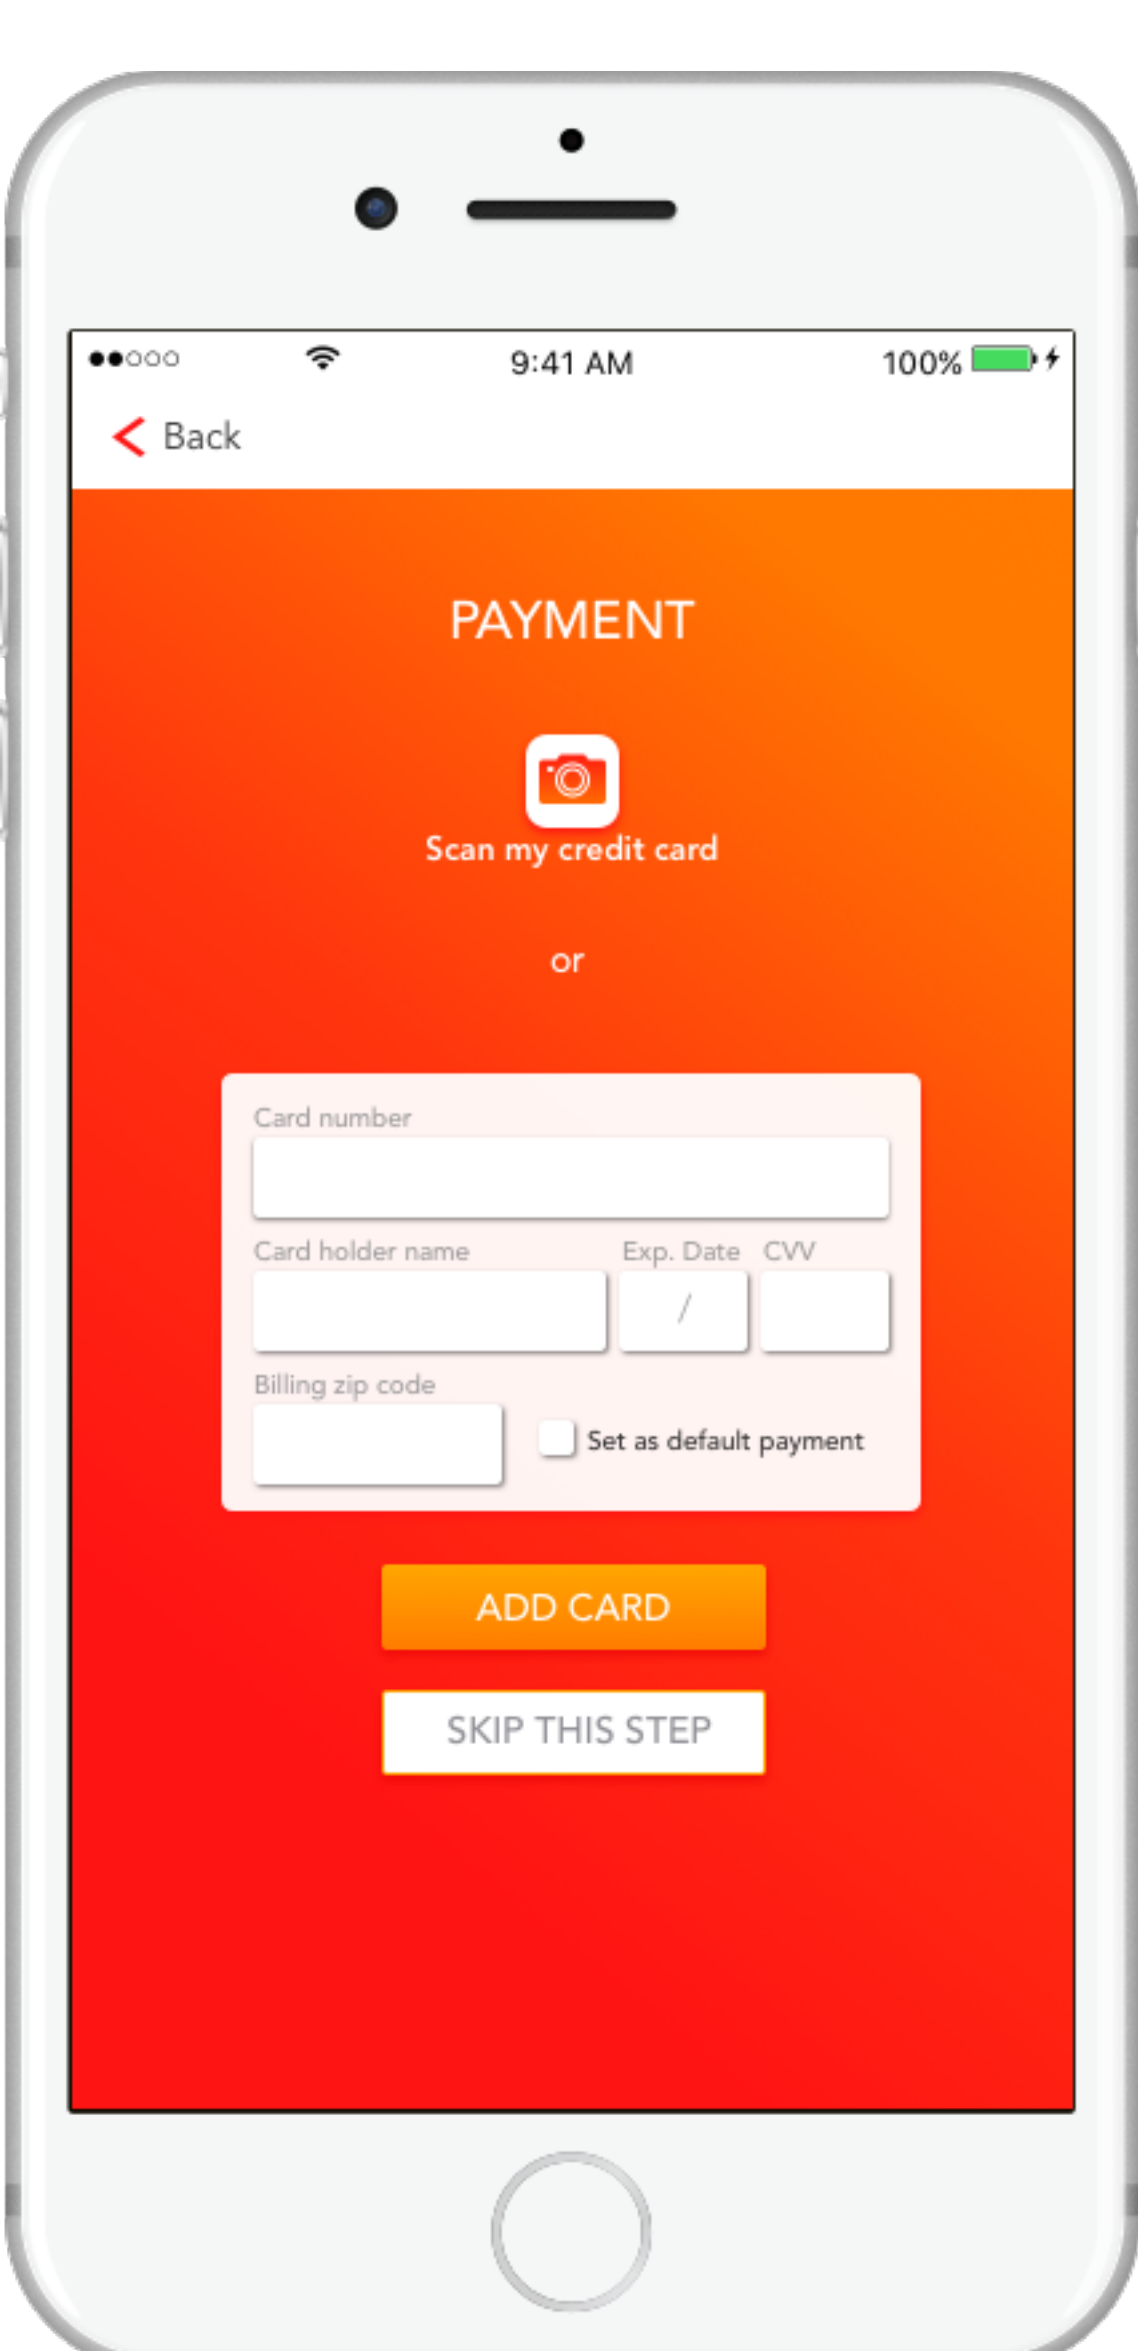 9:41 AM 100%
Back
PAYMENT
Scan my credit card
or
Card number
Card holder name Exp. Date CVV
/
Billing zip code
Set as default payment
ADD CARD
SKIP THIS STEP